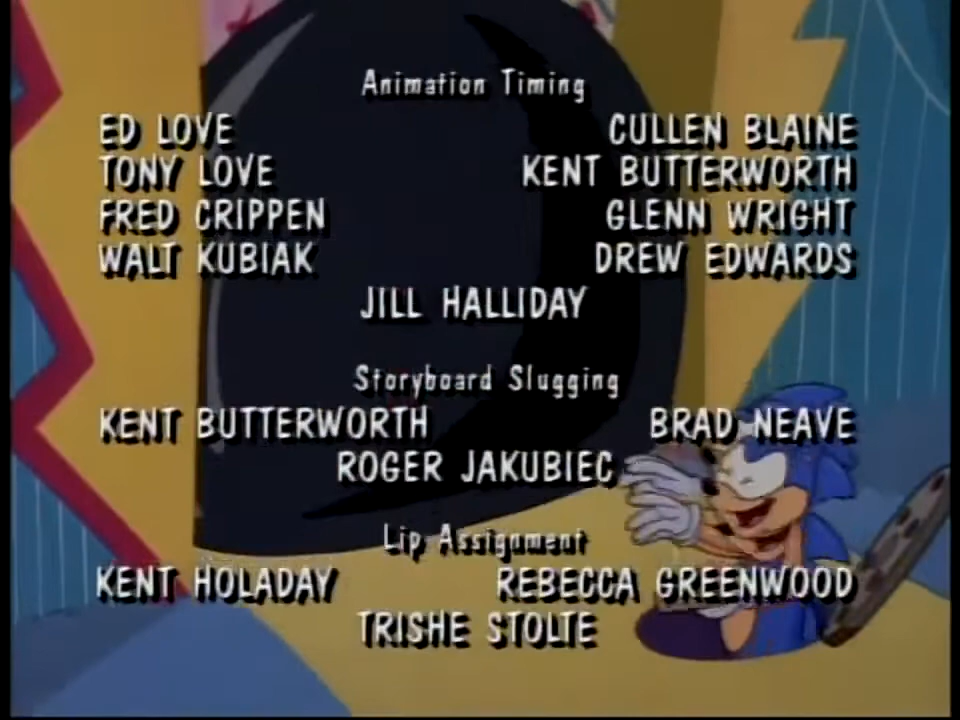 Animation Timing
ED LOVE CULLEN BLAINE
TONY LOVE KENT BUTTERWORTH
FRED CRIPPEN GLENN WRIGHT
WALT KUBIAK DREW EDWARDS
JILL HALLIDAY
Storyboard Slugging
KENT BUTTERWORTH BRAD NEAVE
ROGER JAKUBIEC
Lip Assignment
KENT HOLADAY REBECCA GREENWOOD
TRISHE STOLTE